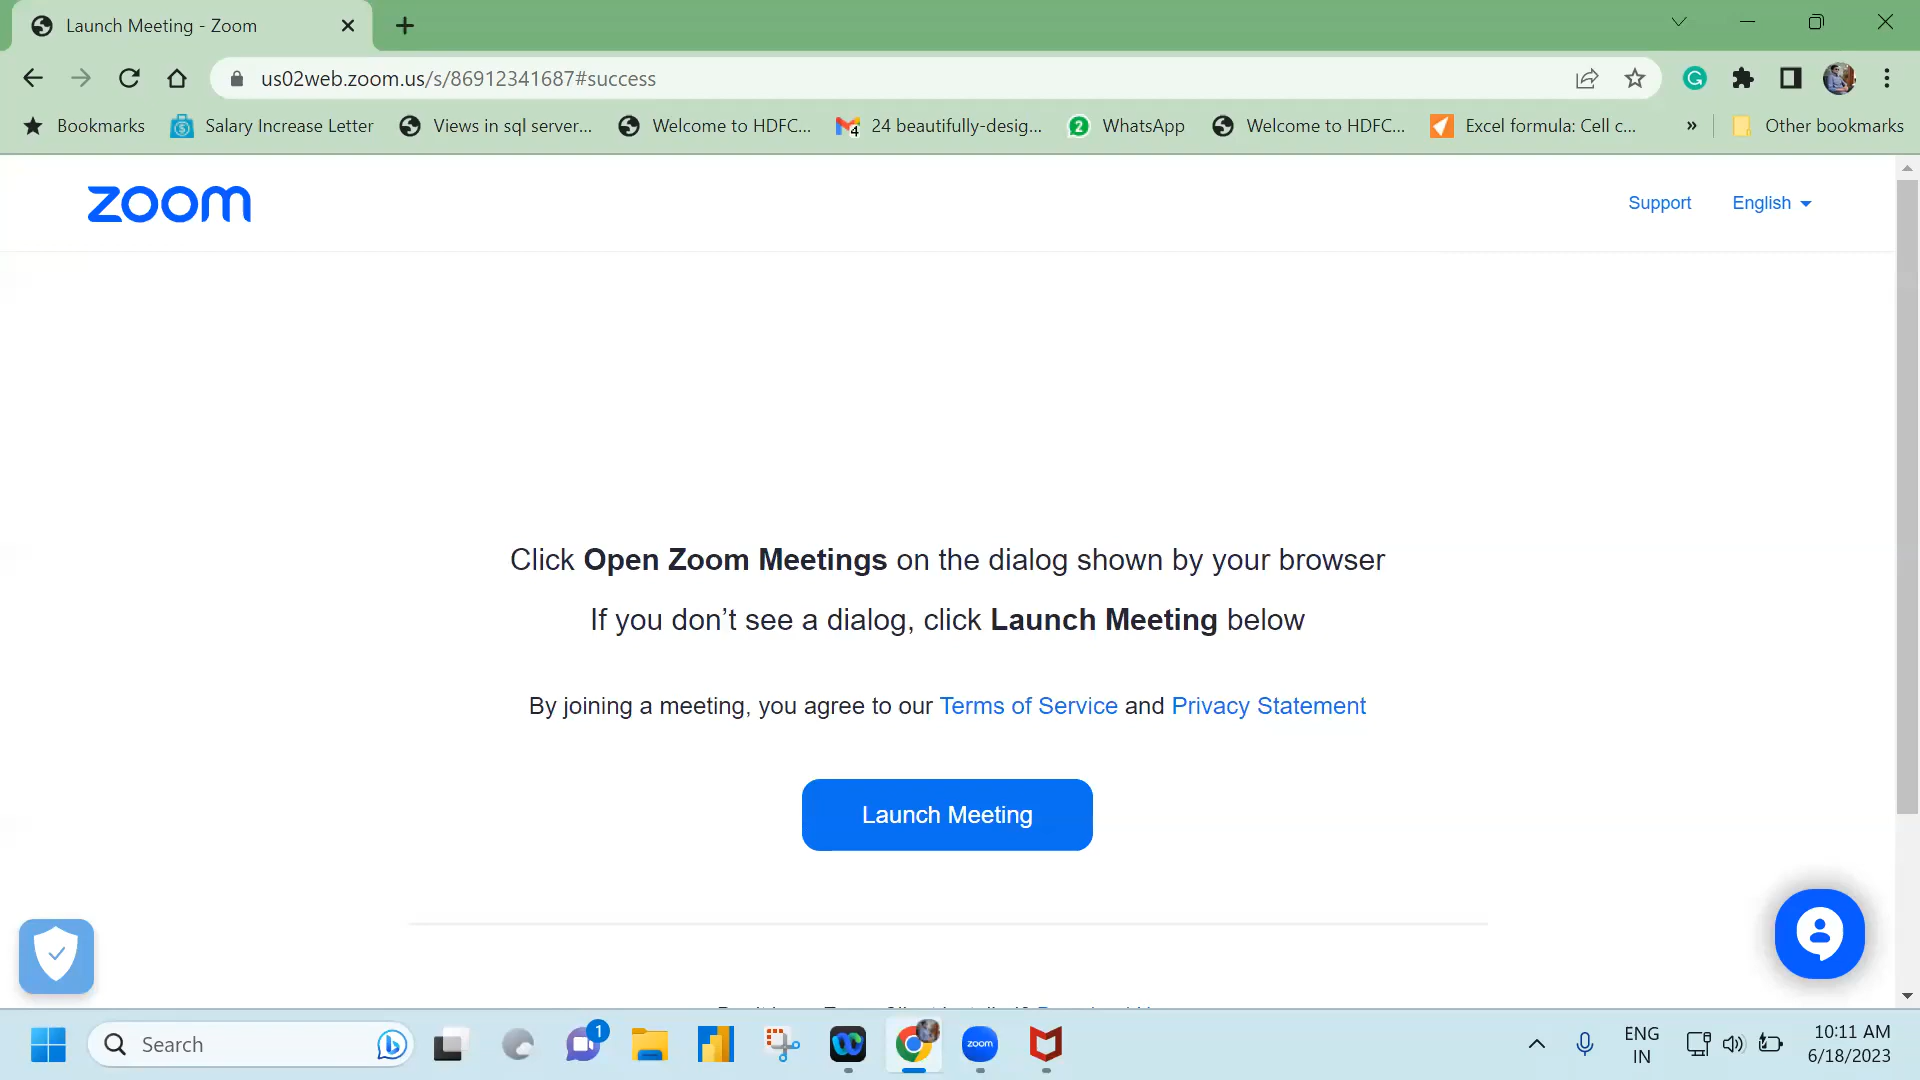 Launch Meeting - Zoom
us02web.zoom.us/s/86912341687#success
Bookmarks Salary Increase Letter Views in sql server... Welcome to HDFC... 4 24 beautifully-desig... 2 WhatsApp Welcome to HDFC... Excel formula: Cell c... » Other bookmarks
zoom Support English
Click Open Zoom Meetings on the dialog shown by your browser
If you don’t see a dialog, click Launch Meeting below
By joining a meeting, you agree to our Terms of Service and Privacy Statement
Launch Meeting
Search 1 zoom ENG IN 10:11 AM
6/18/2023